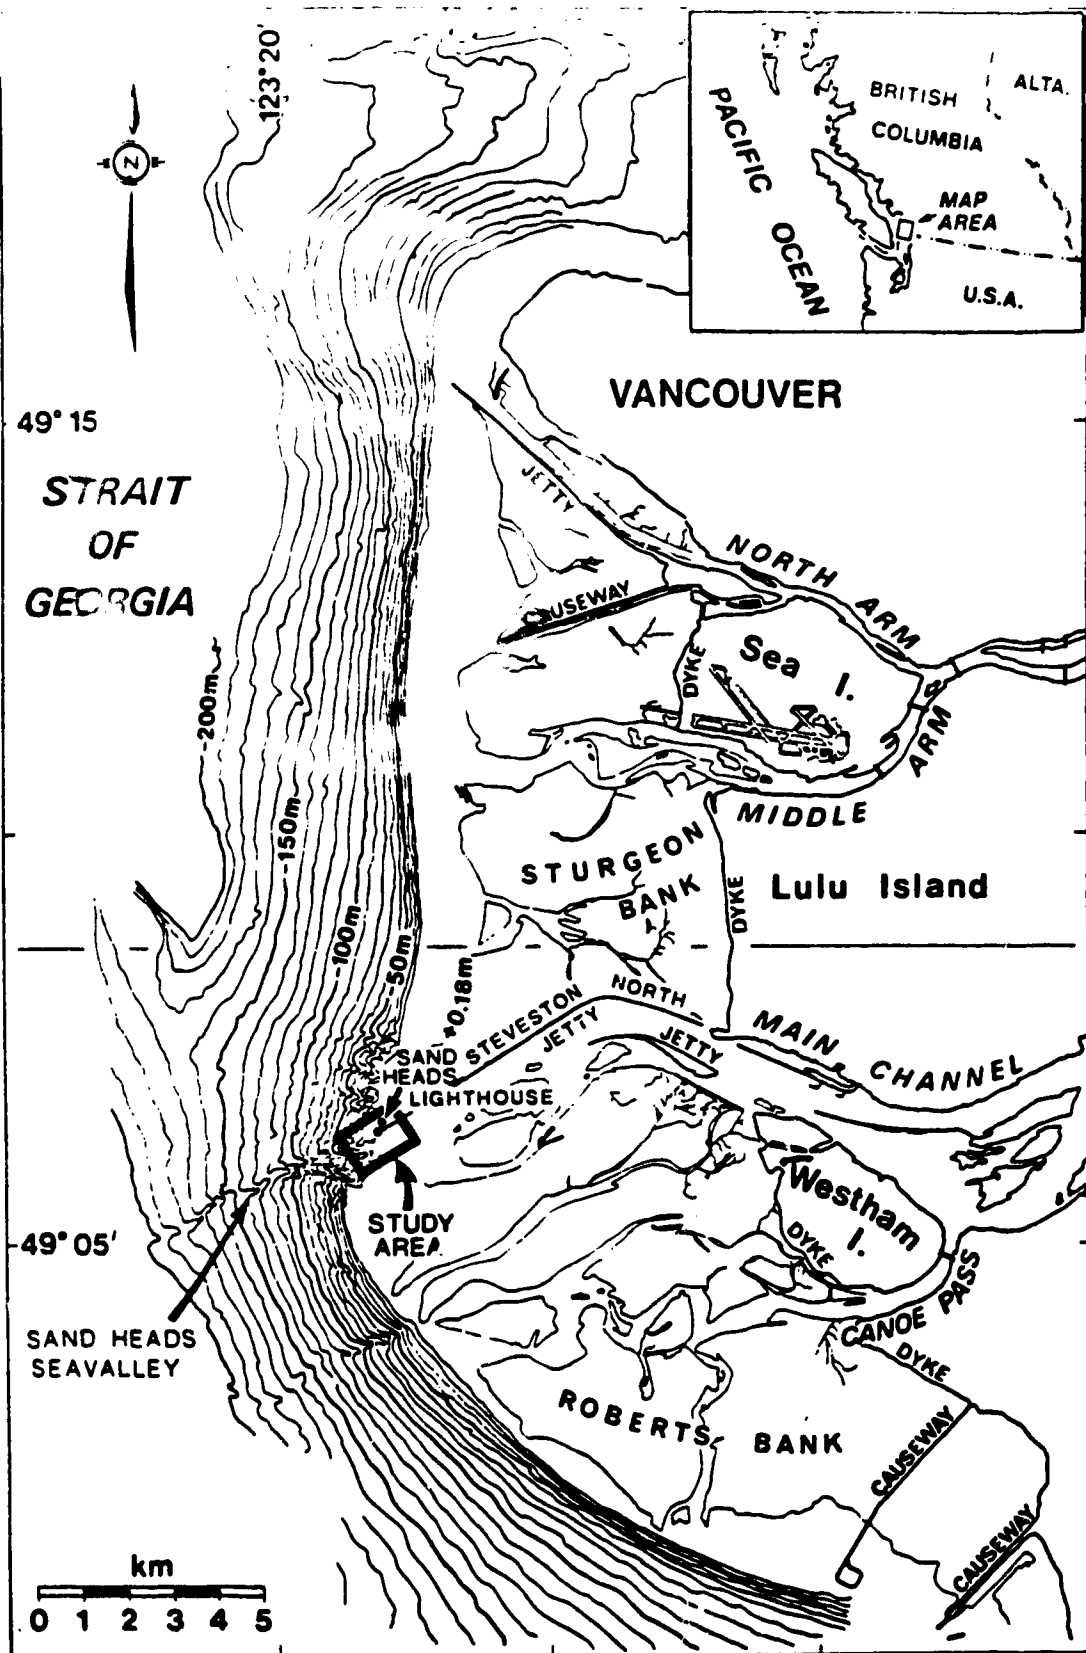 123° 20'
N
PACIFIC OCEAN
BRITISH
COLUMBIA
ALTA.
MAP
AREA
U.S.A.
VANCOUVER
49° 15
STRAIT
OF
GEORGIA
JETTY
NORTH ARM
CAUSEWAY
DYKE
Sea I.
-200m
MIDDLE ARM
-150m
STURGEON
BANK
DYKE
Lulu Island
-100m
-50m
+0.18m
STEVESTON NORTH
JETTY
JETTY
MAIN CHANNEL
SAND
HEADS
LIGHTHOUSE
STUDY
AREA
Westham
I.
DYKE
49° 05'
SAND HEADS
SEAVALLEY
CANOE PASS
DYKE
ROBERTS BANK
CAUSEWAY
CAUSEWAY
km
0 1 2 3 4 5